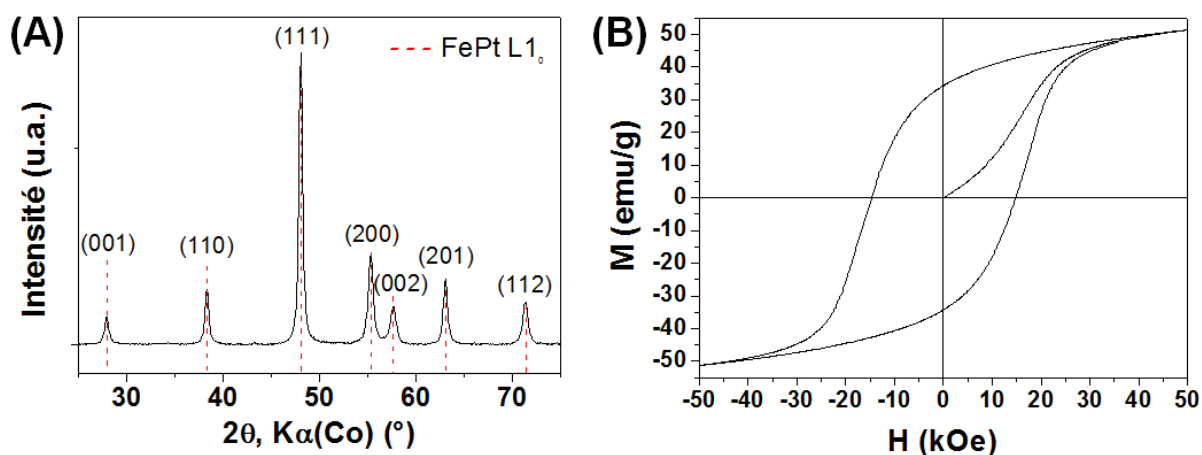 (A)
(111)
FePt L1₀
(001)
(110)
(200)
(002)
(201)
(112)
Intensité (u.a.)
30 40 50 60 70
2θ, Kα(Co) (°)
(B)
50
40
30
20
10
0
-10
-20
-30
-40
-50
M (emu/g)
-50 -40 -30 -20 -10 0 10 20 30 40 50
H (kOe)